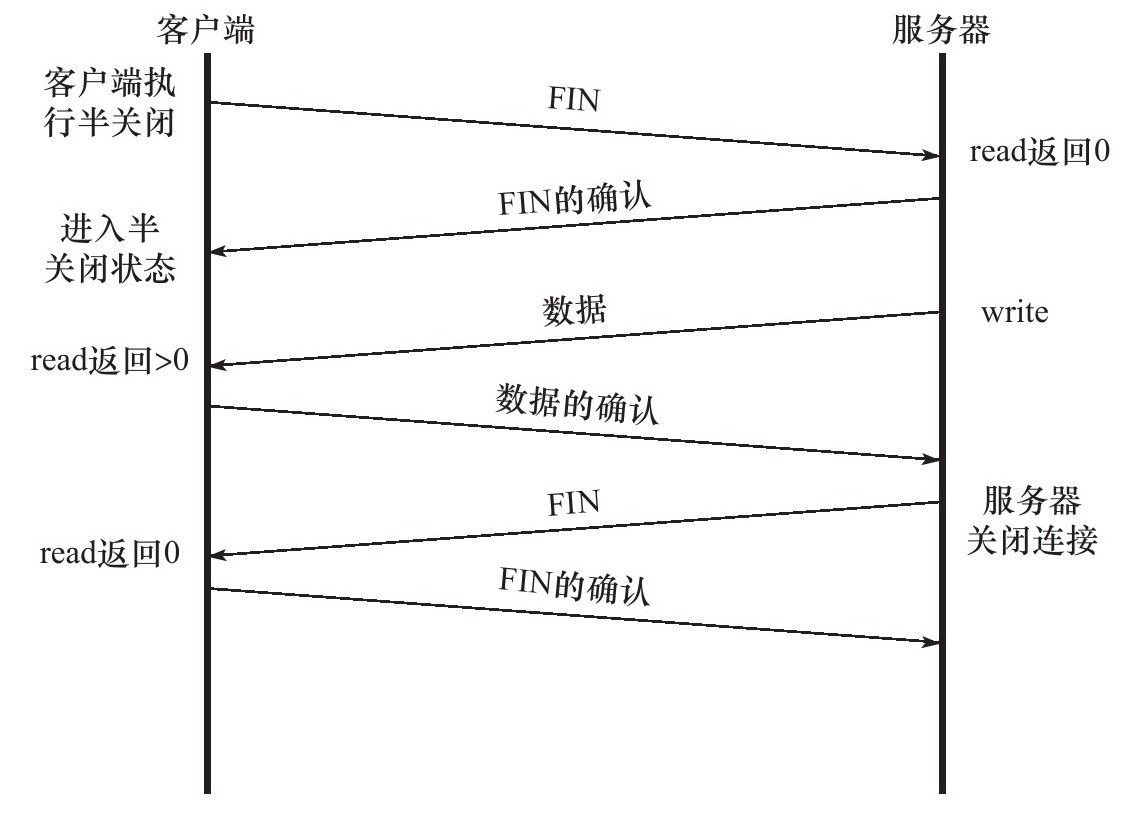 客户端
服务器
客户端执
行半关闭
FIN
read返回0
FIN的确认
进入半
关闭状态
数据
write
read返回>0
数据的确认
FIN
服务器
关闭连接
read返回0
FIN的确认